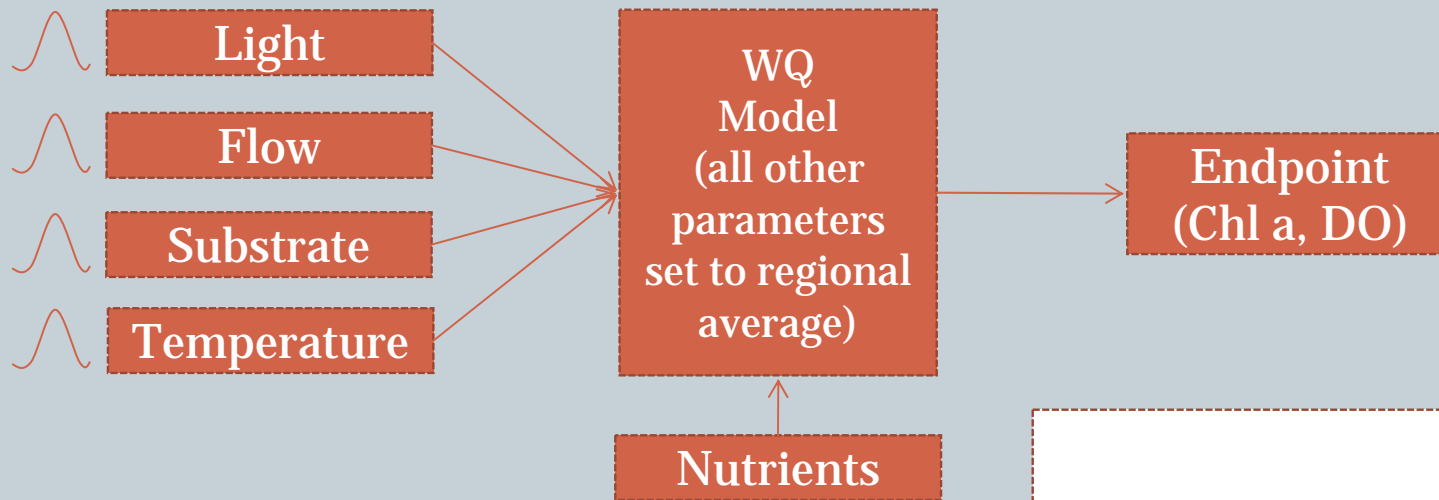 Light
Flow
Substrate
Temperature
WQ
Model
(all other
parameters
set to regional
average)
Nutrients
Endpoint
(Chl a, DO)